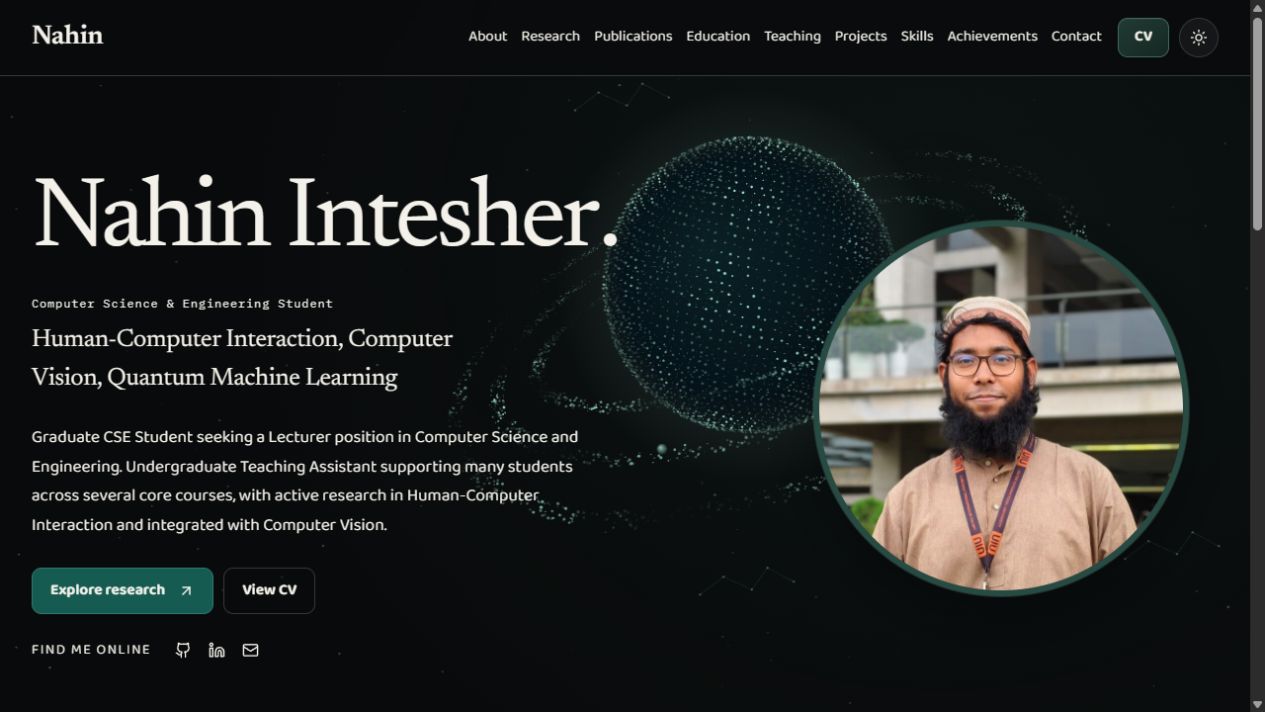 Nahin
About Research Publications Education Teaching Projects Skills Achievements Contact CV
Nahin Intesher.
Computer Science & Engineering Student
Human-Computer Interaction, Computer
Vision, Quantum Machine Learning
Graduate CSE Student seeking a Lecturer position in Computer Science and
Engineering. Undergraduate Teaching Assistant supporting many students
across several core courses, with active research in Human-Computer
Interaction and integrated with Computer Vision.
Explore research View CV
FIND ME ONLINE